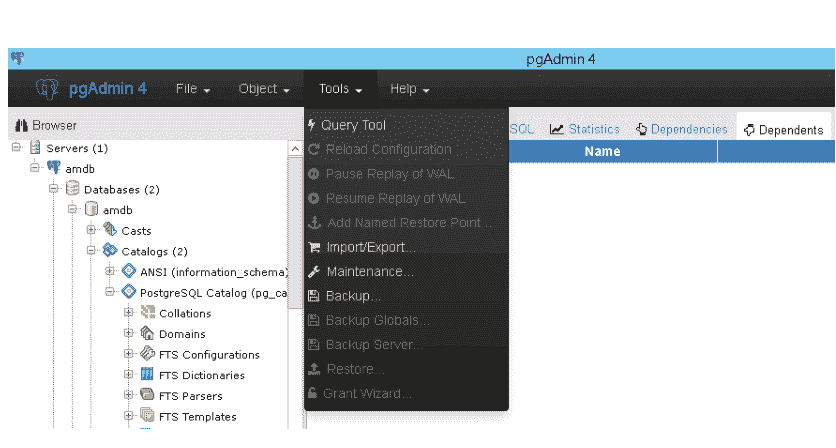 pgAdmin 4
pgAdmin 4
File
Object
Tools
Help
Browser
Query Tool
Reload Configuration
Pause Replay of WAL
Resume Replay of WAL
Add Named Restore Point...
Import/Export...
Maintenance...
Backup...
Backup Globals...
Backup Server...
Restore...
Grant Wizard...
SQL
Statistics
Dependencies
Dependents
Name
Servers (1)
amdb
Databases (2)
amdb
Casts
Catalogs (2)
ANSI (information_schema)
PostgreSQL Catalog (pg_ca
Collations
Domains
FTS Configurations
FTS Dictionaries
FTS Parsers
FTS Templates